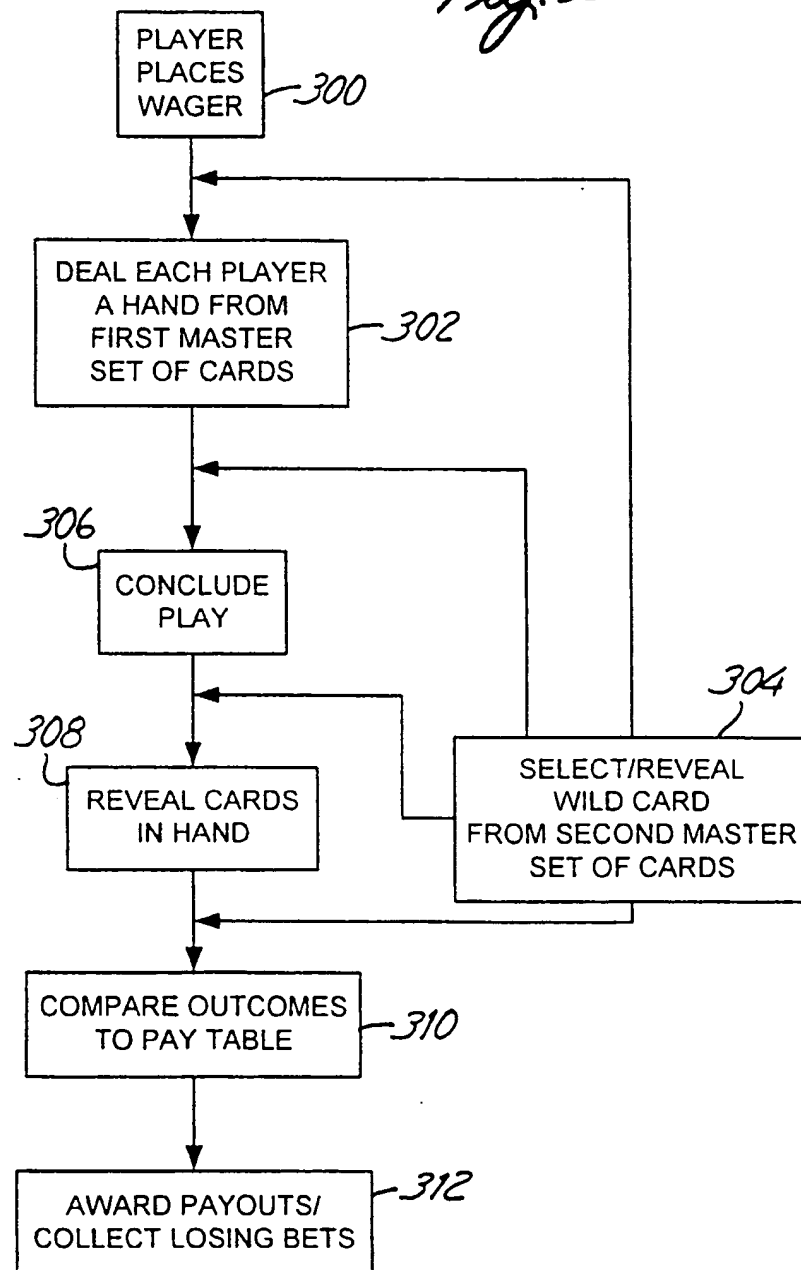 PLAYER
PLACES
WAGER
300
DEAL EACH PLAYER
A HAND FROM
FIRST MASTER
SET OF CARDS
302
306
CONCLUDE
PLAY
304
SELECT/REVEAL
WILD CARD
FROM SECOND MASTER
SET OF CARDS
308
REVEAL CARDS
IN HAND
COMPARE OUTCOMES
TO PAY TABLE
310
AWARD PAYOUTS/
COLLECT LOSING BETS
312